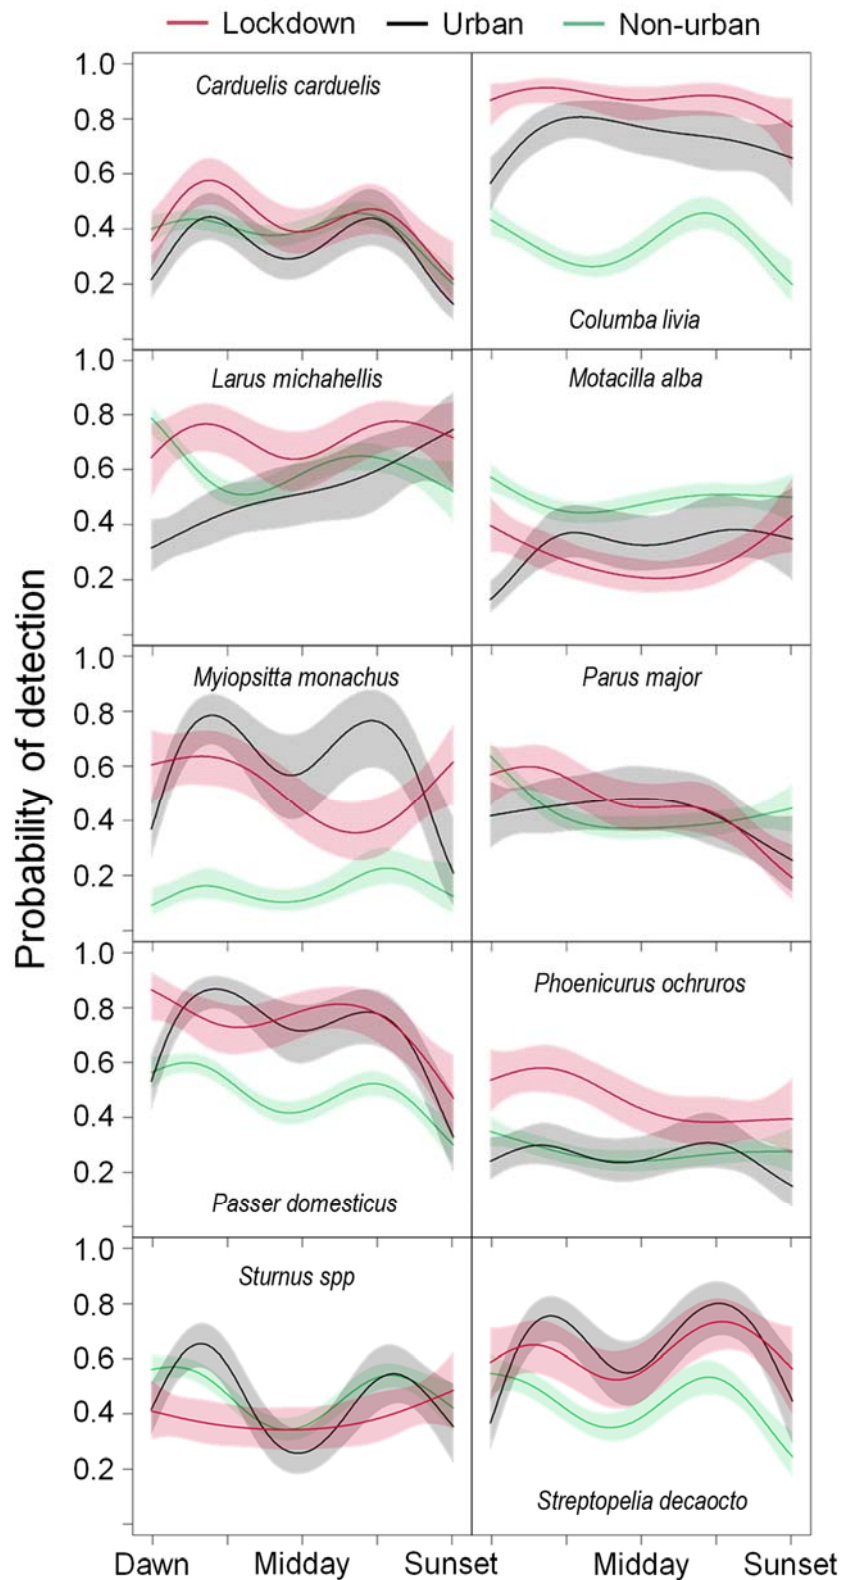 Lockdown Urban Non-urban
Probability of detection
1.0
0.8
0.6
0.4
0.2
Carduelis carduelis
Columba livia
1.0
0.8
0.6
0.4
0.2
Larus michahellis
Motacilla alba
1.0
0.8
0.6
0.4
0.2
Myiopsitta monachus
Parus major
1.0
0.8
0.6
0.4
0.2
Passer domesticus
Phoenicurus ochruros
1.0
0.8
0.6
0.4
0.2
Sturnus spp
Streptopelia decaocto
Dawn Midday Sunset Midday Sunset